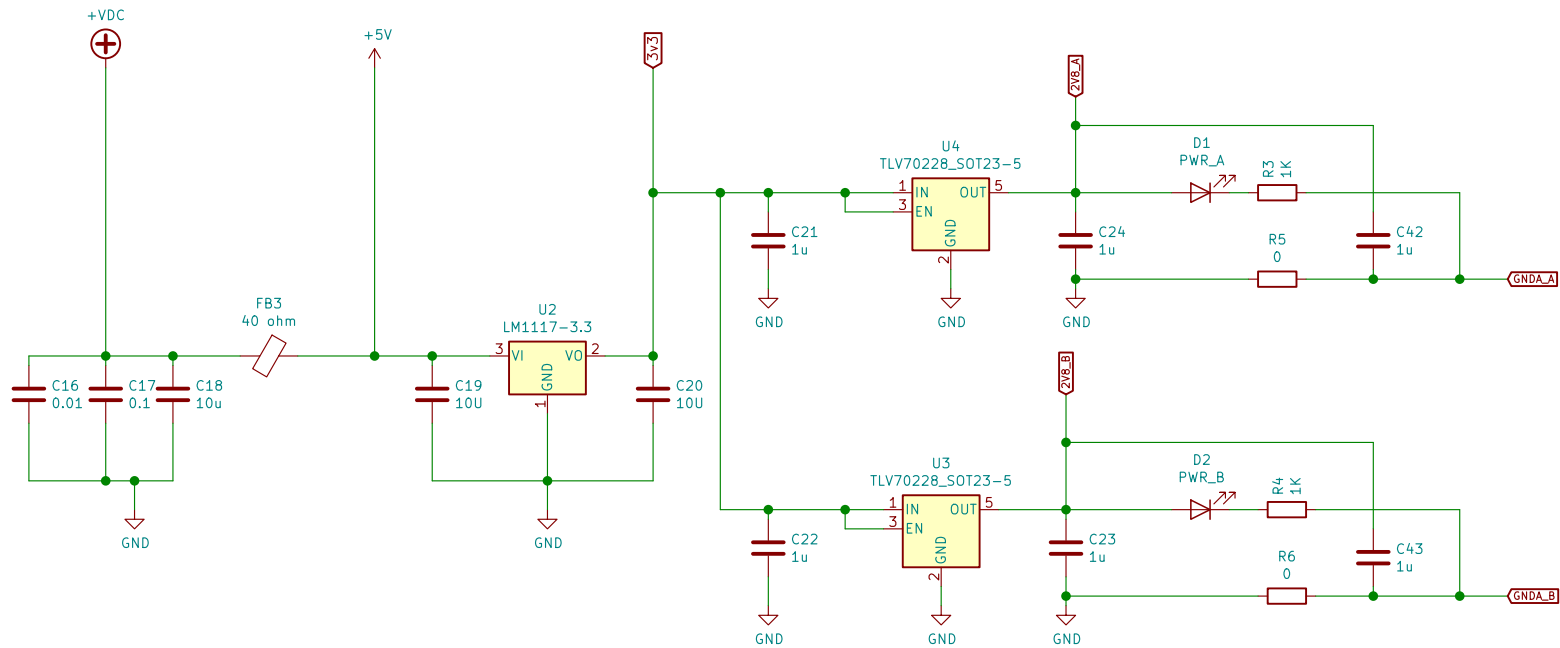 +VDC
+5V
3v3
2V8_A
U4
TLV70228_SOT23-5
1
IN
OUT
5
3
EN
GND
2
D1
PWR_A
R3
1K
C21
1u
C24
1u
R5
0
C42
1u
GNDA_A
GND
GND
GND
FB3
40 ohm
U2
LM1117-3.3
3
VI
VO
2
GND
1
C16
0.01
C17
0.1
C18
10u
C19
10U
C20
10U
GND
GND
2V8_B
U3
TLV70228_SOT23-5
1
IN
OUT
5
3
EN
GND
2
D2
PWR_B
R4
1K
C22
1u
C23
1u
R6
0
C43
1u
GNDA_B
GND
GND
GND